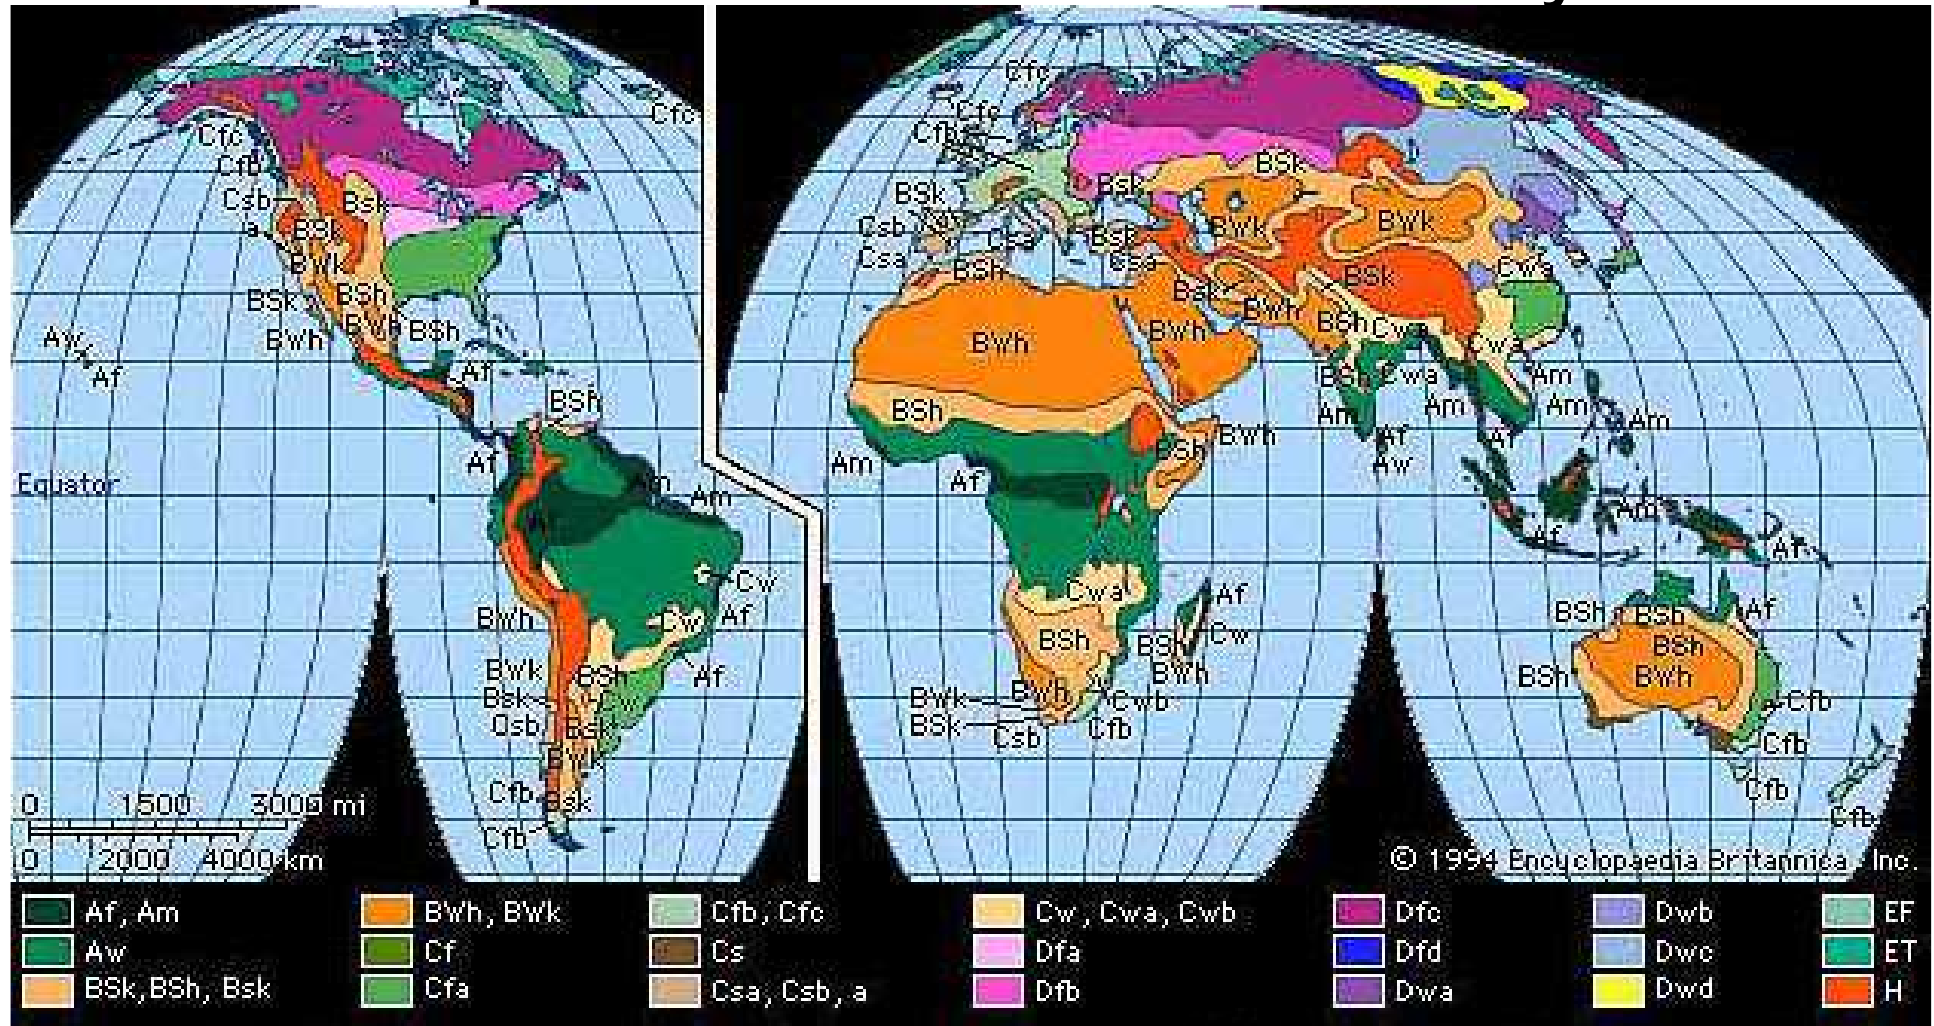 Cfc
Cfc
Cfc
Cfc
Cfb
Cfb
Csb
a
Bsk
BSk
BWk
BSk
BSh
BWh
BWh
BSh
Aw
Af
Af
BSh
Af
Equator
Am
Am
Cw
Cw
Af
Af
BWh
BWk
BSh
Bsk
Bsk
BWk
Cfb
Bsk
Cfb
0 1500 3000 mi
0 2000 4000 km
BSk
BSk
Bsk
Csb
Csa
Csa
Bsk
BWk
BWk
BSh
BWh
BWh
Bsk
BWh
BSk
BSh
Cwa
Cwa
Cwa
BSh
Cwa
BSh
Am
Af
Am
Am
Am
Am
Am
Af
Aw
Af
BSh
BWh
Am
Af
Af
Cwa
BSh
Af
Cw
BWh
BWh
BWk
BSk
Csb
Cwb
Cfb
BSh
BSh
Af
BSh
BSh
BWh
Cfb
Cfb
Cfb
Cfb
© 1994 Encyclopaedia Britannica, Inc.
Af, Am
Aw
BSk, BSh, Bsk
BWh, BWk
Cf
Cfa
Cfb, Cfc
Cs
Csa, Csb, a
Cw, Cwa, Cwb
Dfa
Dfb
Dfc
Dfd
Dwa
Dwb
Dwc
Dwd
EF
ET
H